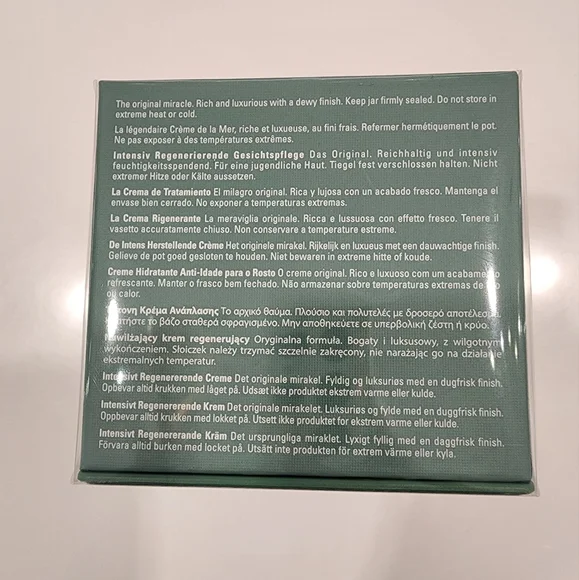 The original miracle. Rich and luxurious with a dewy finish. Keep jar firmly sealed. Do not store in
extreme heat or cold.
La légendaire Crème de la Mer, riche et luxueuse, au fini frais. Refermer hermétiquement le pot.
Ne pas exposer à des températures extrêmes.
Intensiv Regenerierende Gesichtspflege Das Original. Reichhaltig und intensiv
feuchtigkeitsspendend. Für eine jugendliche Haut. Tiegel fest verschlossen halten. Nicht
extremer Hitze oder Kälte aussetzen.
La Crema de Tratamiento El milagro original. Rica y lujosa con un acabado fresco. Mantenga el
envase bien cerrado. No exponer a temperaturas extremas.
La Crema Rigenerante La meraviglia originale. Ricca e lussuosa con effetto fresco. Tenere il
vasetto accuratamente chiuso. Non conservare a temperature estreme.
De Intens Herstellende Crème Het originele mirakel. Rijkelijk en luxueus met een dauwachtige finish.
Gelieve de pot goed gesloten te houden. Niet bewaren in extreme hitte of koude.
Creme Hidratante Anti-Idade para o Rosto O creme original. Rico e luxuoso com um acabamento
refrescante. Manter o frasco bem fechado. Não armazenar sobre temperaturas extremas de
ou calor.
Κρέμα Ανάπλασης Το αρχικό θαύμα. Πλούσιο και πολυτελές με δροσερό αποτέλεσμα.
το βάζο σταθερά σφραγισμένο. Μην αποθηκεύετε σε υπερβολική ζέστη ή κρύο.
Nawilżający krem regenerujący Oryginalna formuła. Bogaty i luksusowy, z wilgotnym
wykończeniem. Słoiczek należy trzymać szczelnie zakręcony, nie narażając go na działanie
ekstremalnych temperatur.
Intensivt Regenererende Creme Det originale mirakel. Fyldig og luksuriøs med en dugfrisk finish.
Opbevar altid krukken med låget på. Udsæt ikke produktet ekstrem varme eller kulde.
Intensivt Regenererende Krem Det originale mirakelet. Luksuriøs og fylde med en duggfrisk finish.
Oppbevar altid krukken med lokket på. Utsett ikke produktet for ekstrem varme eller kulde.
Intensivt Regenererande Kräm Det ursprungliga miraklet. Lyxigt fyllig med en daggfrisk finish.
Förvara alltid burken med locket på. Utsätt inte produkten för extrem värme eller kyla.